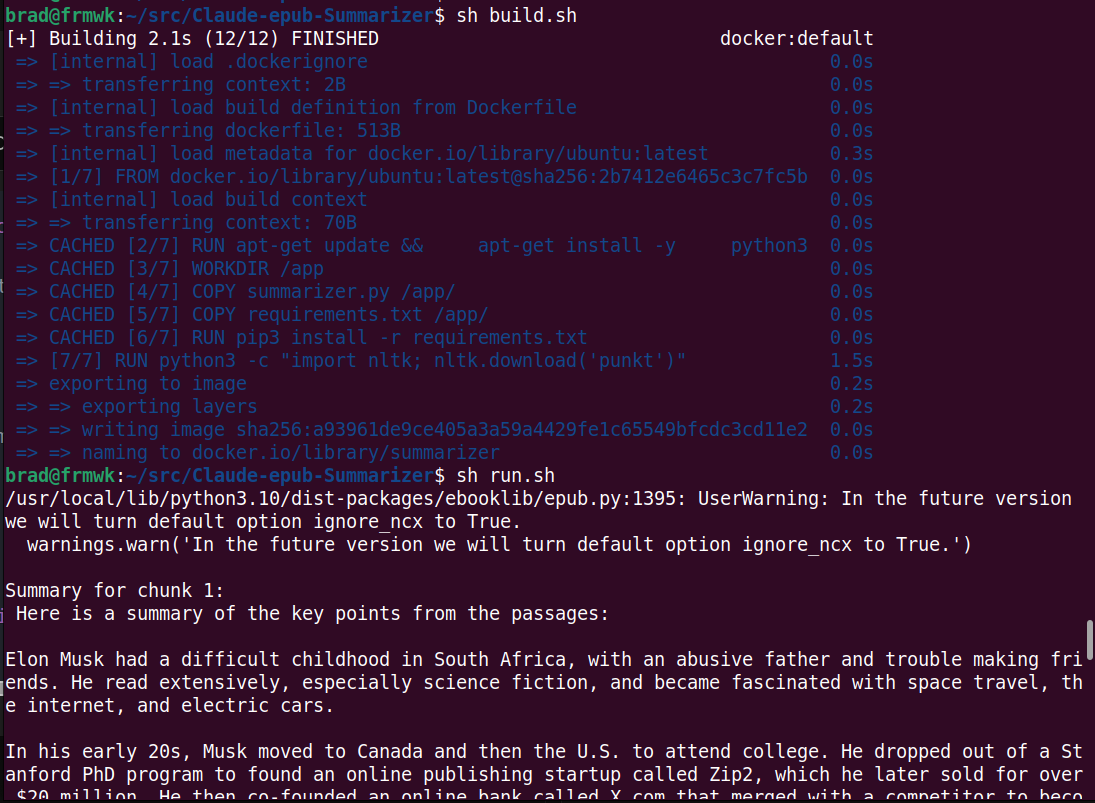 brad@frmwk:~/src/Claude-epub-Summarizer$ sh build.sh
[+] Building 2.1s (12/12) FINISHED docker:default
=> [internal] load .dockerignore 0.0s
=> => transferring context: 2B 0.0s
=> [internal] load build definition from Dockerfile 0.0s
=> => transferring dockerfile: 513B 0.0s
=> [internal] load metadata for docker.io/library/ubuntu:latest 0.3s
=> [1/7] FROM docker.io/library/ubuntu:latest@sha256:2b7412e6465c3c7fc5b 0.0s
=> [internal] load build context 0.0s
=> => transferring context: 70B 0.0s
=> CACHED [2/7] RUN apt-get update && apt-get install -y python3 0.0s
=> CACHED [3/7] WORKDIR /app 0.0s
=> CACHED [4/7] COPY summarizer.py /app/ 0.0s
=> CACHED [5/7] COPY requirements.txt /app/ 0.0s
=> CACHED [6/7] RUN pip3 install -r requirements.txt 0.0s
=> [7/7] RUN python3 -c "import nltk; nltk.download('punkt')" 1.5s
=> exporting to image 0.2s
=> => exporting layers 0.2s
=> => writing image sha256:a93961de9ce405a3a59a4429fe1c65549bfcdc3cd11e2 0.0s
=> => naming to docker.io/library/summarizer 0.0s
brad@frmwk:~/src/Claude-epub-Summarizer$ sh run.sh
/usr/local/lib/python3.10/dist-packages/ebooklib/epub.py:1395: UserWarning: In the future version
we will turn default option ignore_ncx to True.
warnings.warn('In the future version we will turn default option ignore_ncx to True.')
Summary for chunk 1:
Here is a summary of the key points from the passages:
Elon Musk had a difficult childhood in South Africa, with an abusive father and trouble making fri
ends. He read extensively, especially science fiction, and became fascinated with space travel, th
e internet, and electric cars.
In his early 20s, Musk moved to Canada and then the U.S. to attend college. He dropped out of a St
anford PhD program to found an online publishing startup called Zip2, which he later sold for over
$20 million. He then co-founded an online bank called X.com that merged with a competitor to beco